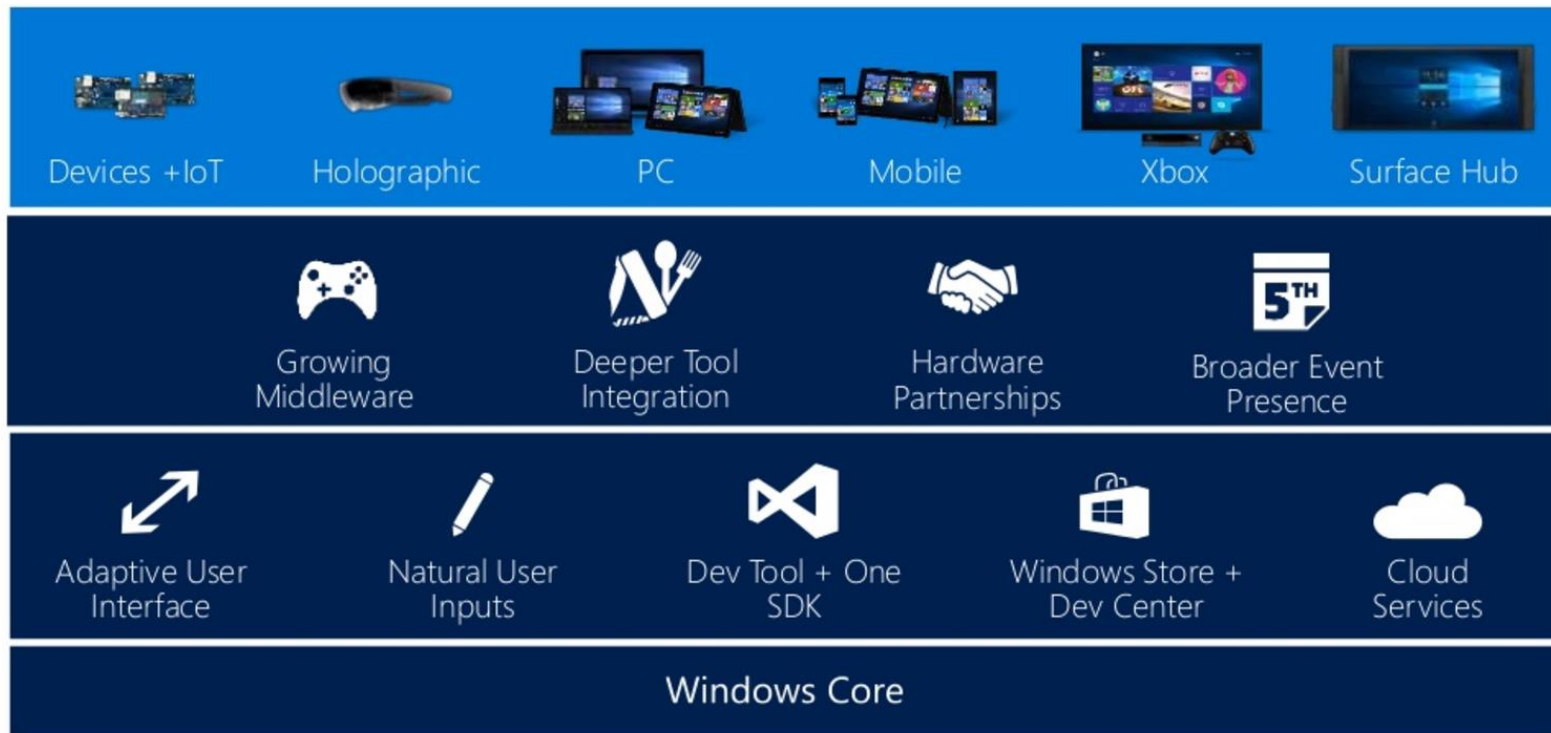 Devices +IoT
Holographic
PC
Mobile
Xbox
Surface Hub
Growing
Middleware
Deeper Tool
Integration
Hardware
Partnerships
5TH
Broader Event
Presence
Adaptive User
Interface
Natural User
Inputs
Dev Tool + One
SDK
Windows Store +
Dev Center
Cloud
Services
Windows Core